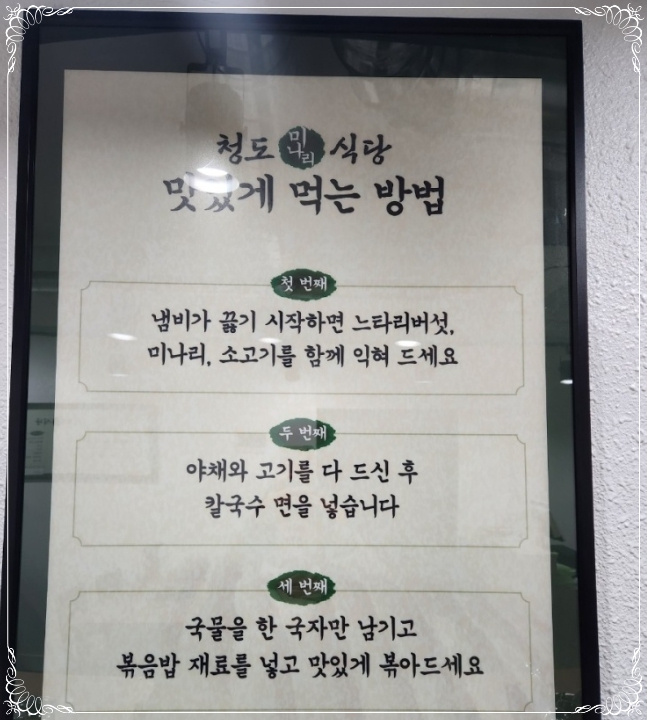 청도 미나리 식당
맛있게 먹는 방법
첫 번째
냄비가 끓기 시작하면 느타리버섯,
미나리, 소고기를 함께 익혀 드세요
두 번째
야채와 고기를 다 드신 후
칼국수 면을 넣습니다
세 번째
국물을 한 국자만 남기고
볶음밥 재료를 넣고 맛있게 볶아드세요